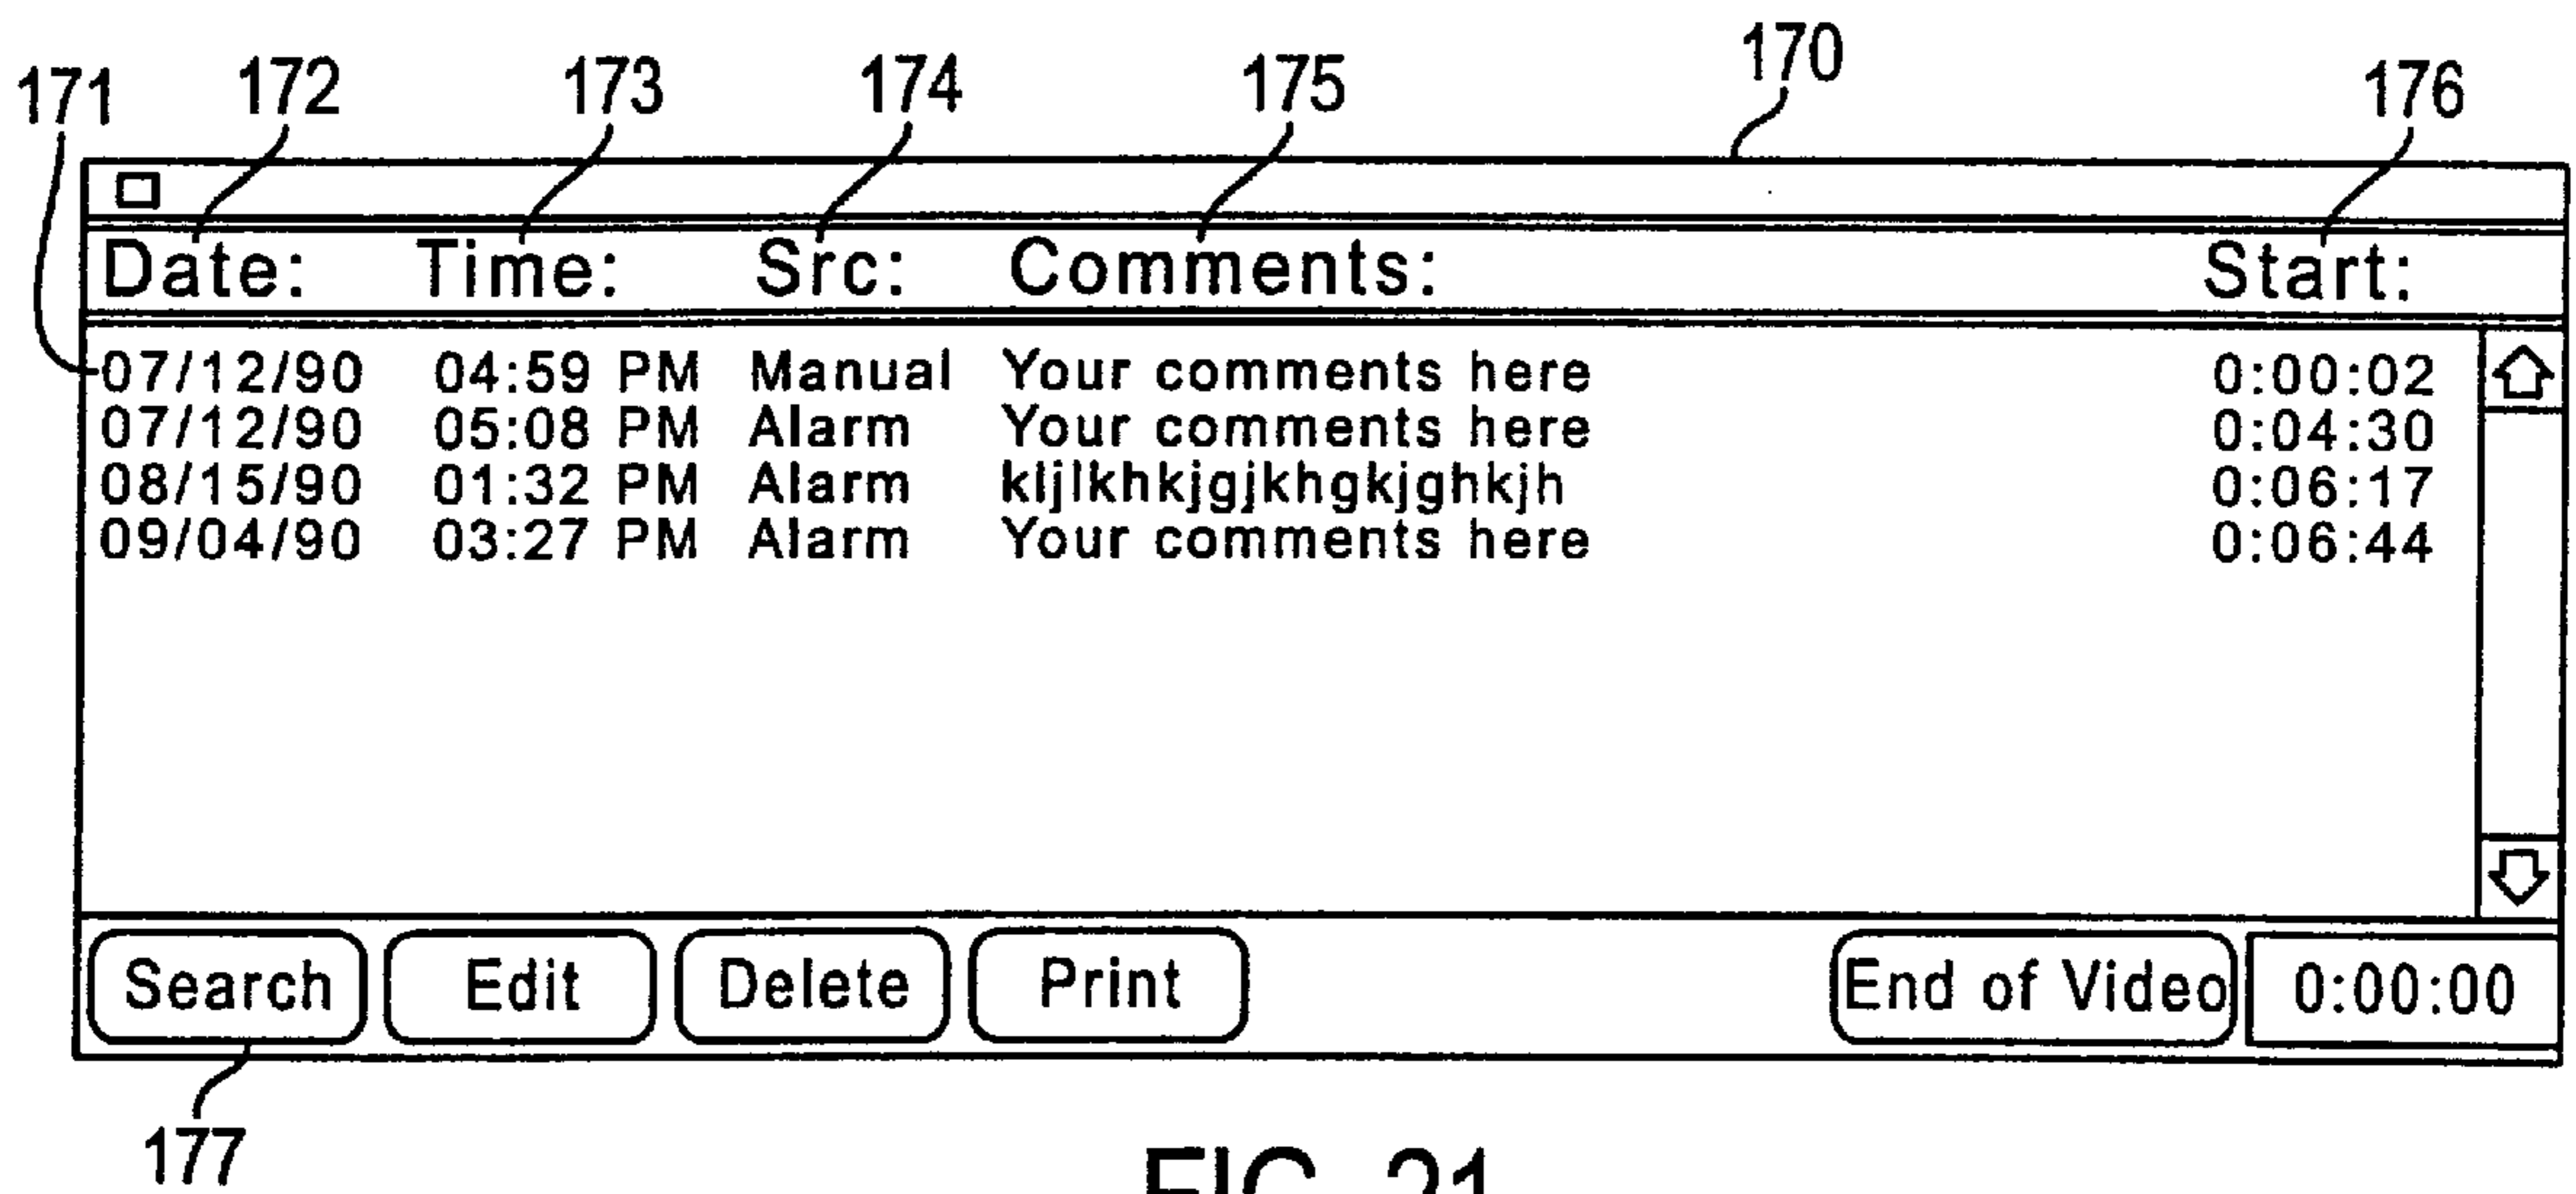 170
171 172 173 174 175 176
Date: Time: Src: Comments: Start:
07/12/90 04:59 PM Manual Your comments here 0:00:02
07/12/90 05:08 PM Alarm Your comments here 0:04:30
08/15/90 01:32 PM Alarm kljlkhkjgjkhgkjghkjh 0:06:17
09/04/90 03:27 PM Alarm Your comments here 0:06:44
Search Edit Delete Print End of Video 0:00:00
177
FIG. 21